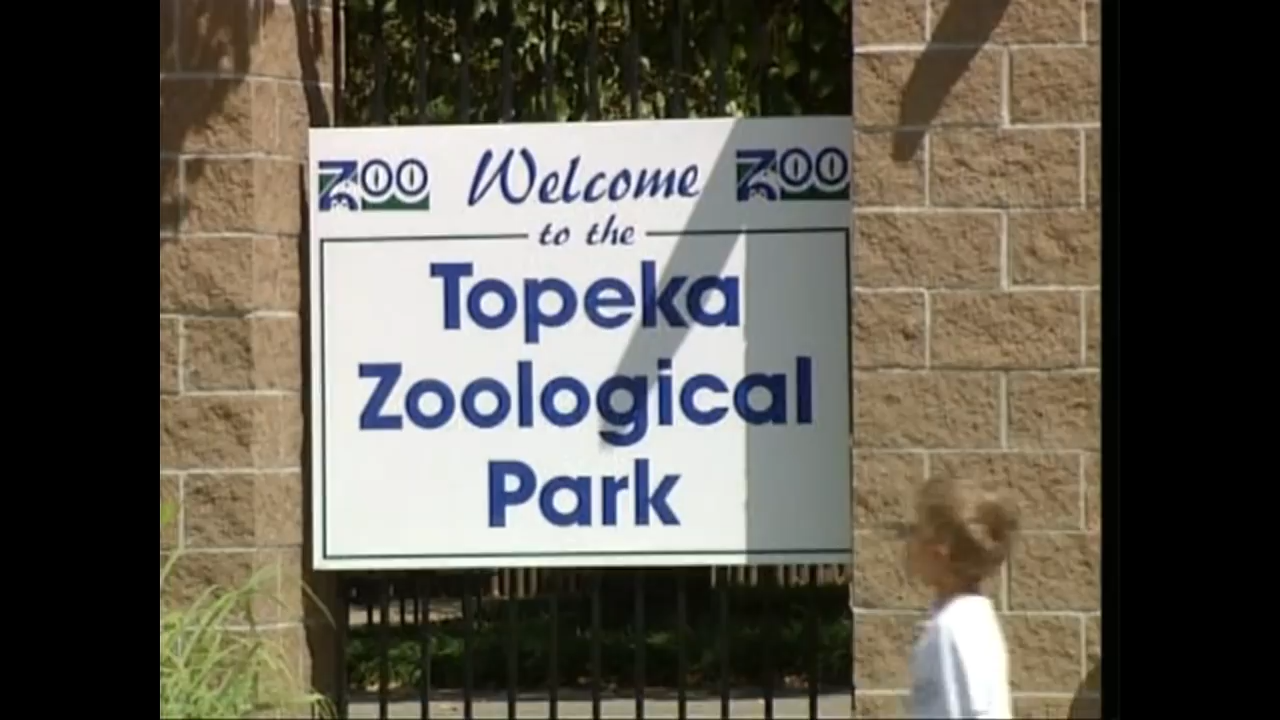 ZOO Welcome ZOO
to the
Topeka
Zoological
Park